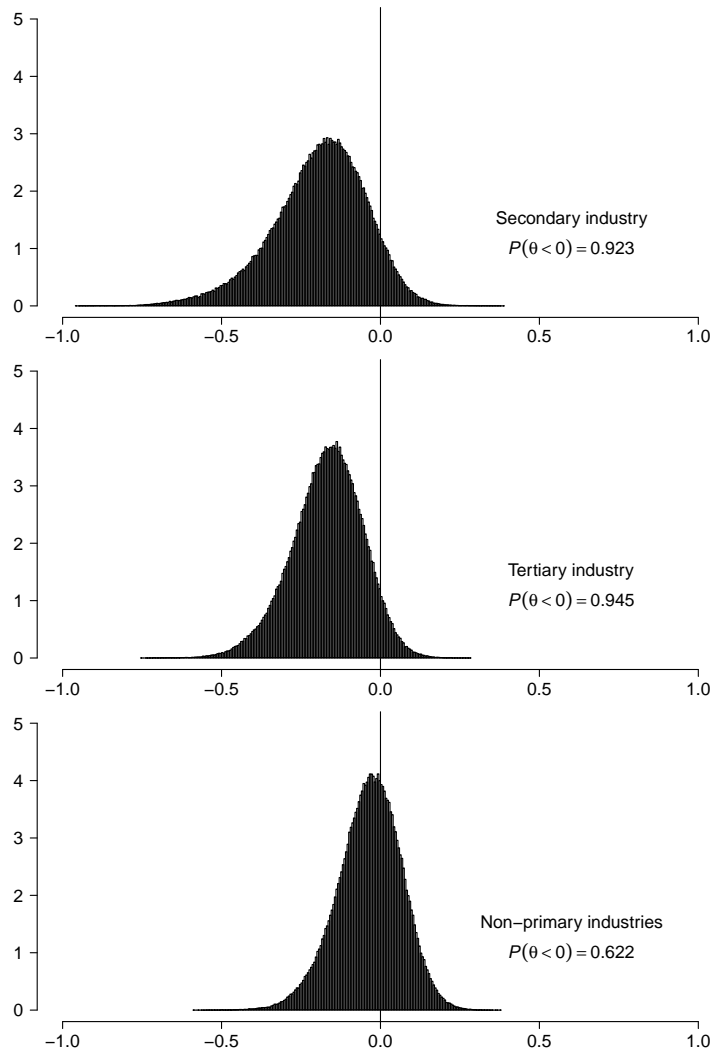 5
4
3
2
1
0
Secondary industry
P(θ < 0) = 0.923
−1.0 −0.5 0.0 0.5 1.0
5
4
3
2
1
0
Tertiary industry
P(θ < 0) = 0.945
−1.0 −0.5 0.0 0.5 1.0
5
4
3
2
1
0
Non−primary industries
P(θ < 0) = 0.622
−1.0 −0.5 0.0 0.5 1.0